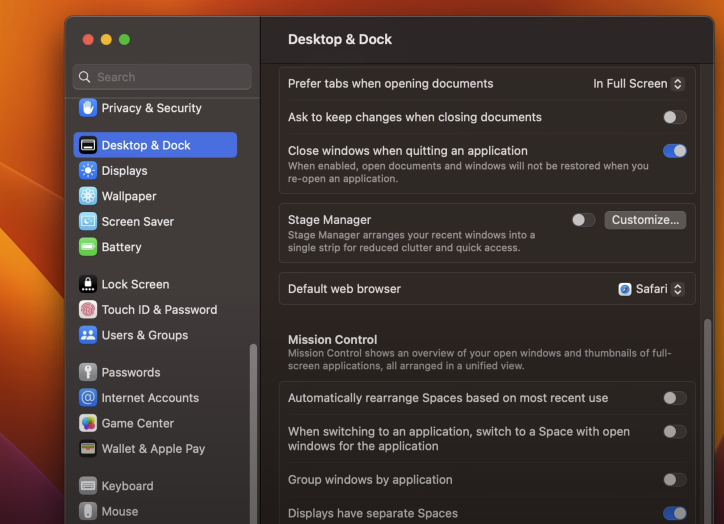 Desktop & Dock
Search
Privacy & Security
Desktop & Dock
Displays
Wallpaper
Screen Saver
Battery
Lock Screen
Touch ID & Password
Users & Groups
Passwords
Internet Accounts
Game Center
Wallet & Apple Pay
Keyboard
Mouse
Prefer tabs when opening documents In Full Screen
Ask to keep changes when closing documents
Close windows when quitting an application
When enabled, open documents and windows will not be restored when you
re-open an application.
Stage Manager Customize...
Stage Manager arranges your recent windows into a
single strip for reduced clutter and quick access.
Default web browser Safari
Mission Control
Mission Control shows an overview of your open windows and thumbnails of full-
screen applications, all arranged in a unified view.
Automatically rearrange Spaces based on most recent use
When switching to an application, switch to a Space with open
windows for the application
Group windows by application
Displays have separate Spaces